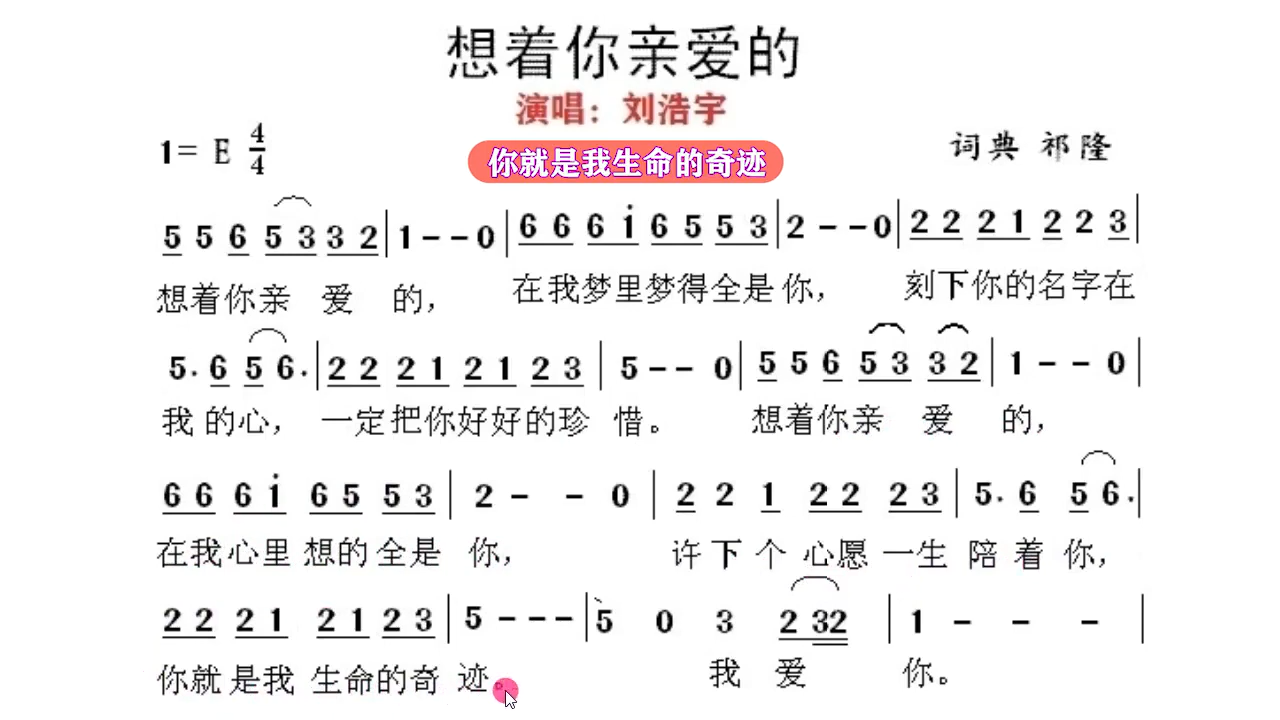 想着你亲爱的
演唱：刘浩宇
1= E 4/4
你就是我生命的奇迹
词典 祁隆
5 5 6 5 3 3 2 | 1 - - 0 | 6 6 6 i 6 5 5 3 | 2 - - 0 | 2 2 2 1 2 2 3 |
想着你亲 爱 的， 在我梦里梦得全是你， 刻下你的名字在
5. 6 5 6. | 2 2 2 1 2 1 2 3 | 5 - - 0 | 5 5 6 5 3 3 2 | 1 - - 0 |
我 的心， 一定把你好好的珍 惜。 想着你亲 爱 的，
6 6 6 i 6 5 5 3 | 2 - - 0 | 2 2 1 2 2 2 3 | 5. 6 5 6. |
在我心里 想的全是 你， 许下个心愿一生陪着你，
2 2 2 1 2 1 2 3 | 5 - - - | 5 0 3 2 32 | 1 - - - |
你就是我 生命的奇 迹。 我 爱 你。